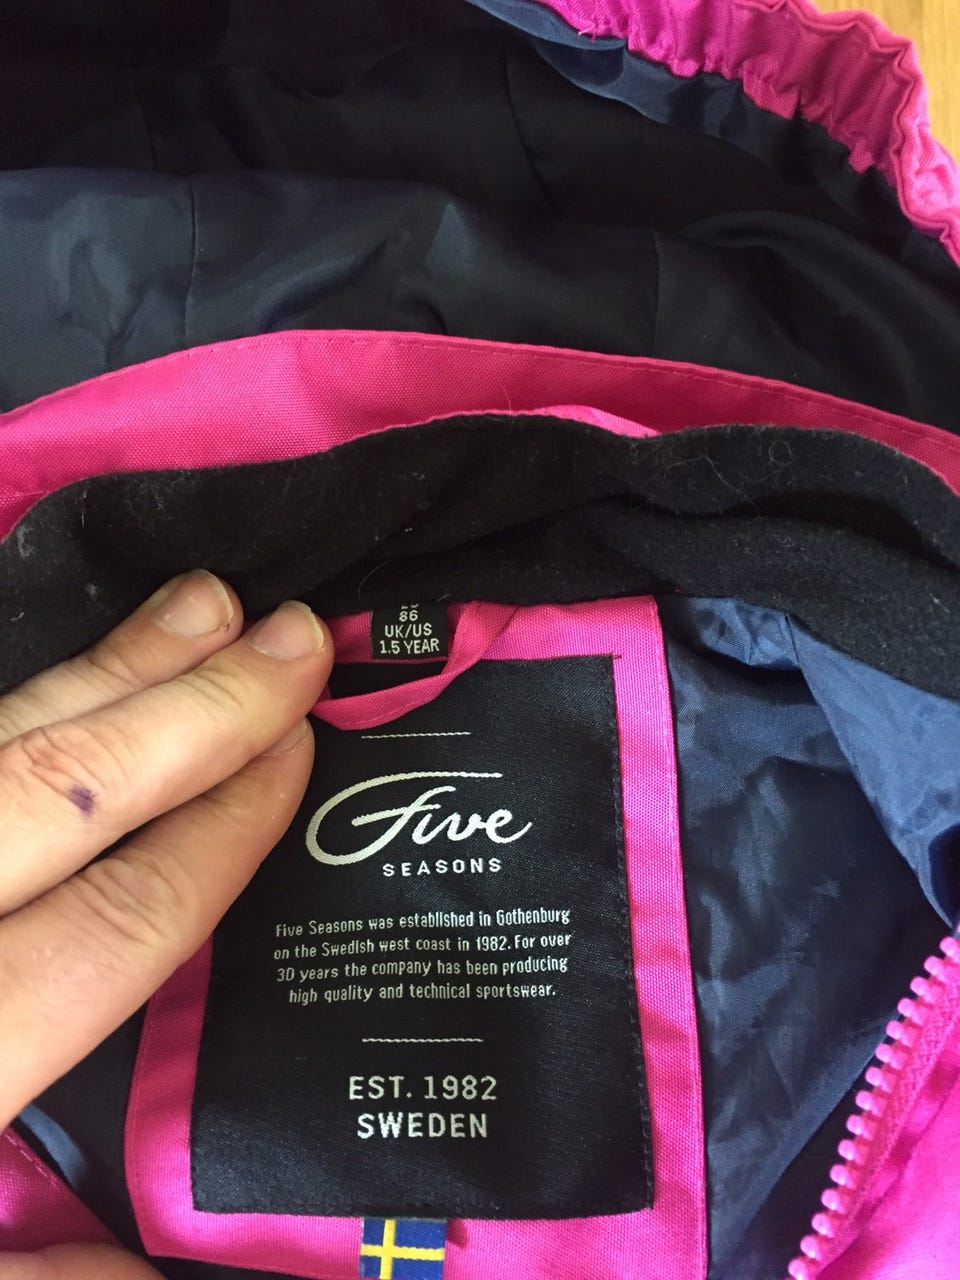 86
UK/US
1.5 YEAR
Five
SEASONS
Five Seasons was established in Gothenburg
on the Swedish west coast in 1982. For over
30 years the company has been producing
high quality and technical sportswear.
EST. 1982
SWEDEN